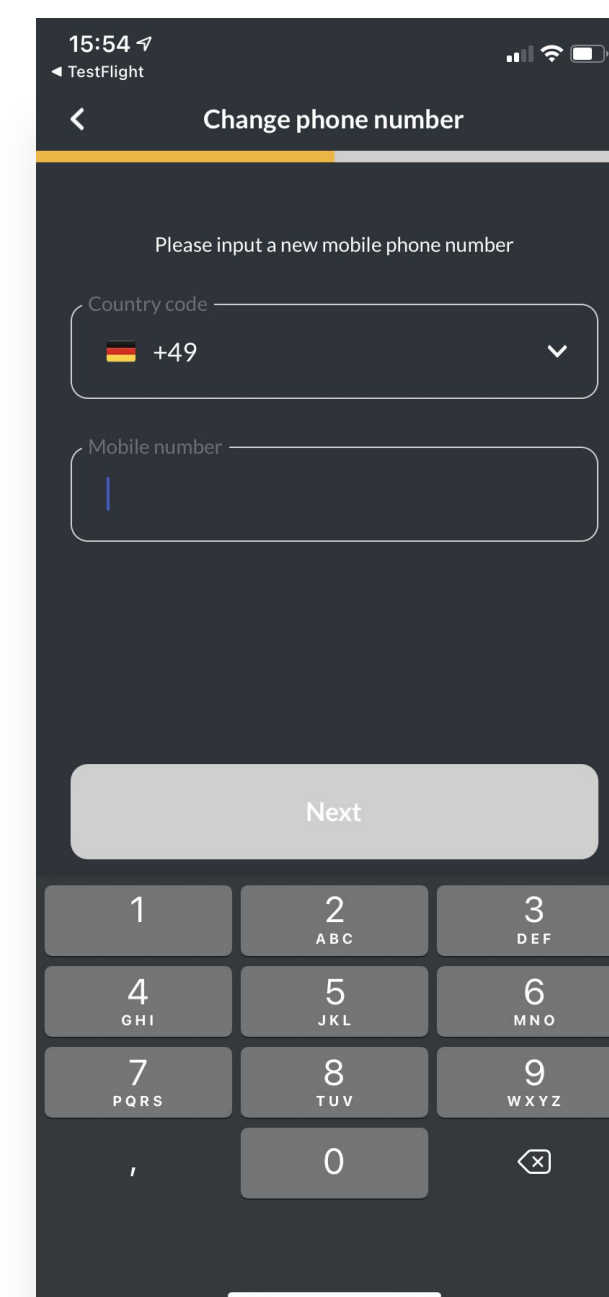 15:54
◀ TestFlight
Change phone number
Please input a new mobile phone number
Country code
+49
Mobile number
Next
1
2
ABC
3
DEF
4
GHI
5
JKL
6
MNO
7
PQRS
8
TUV
9
WXYZ
,
0